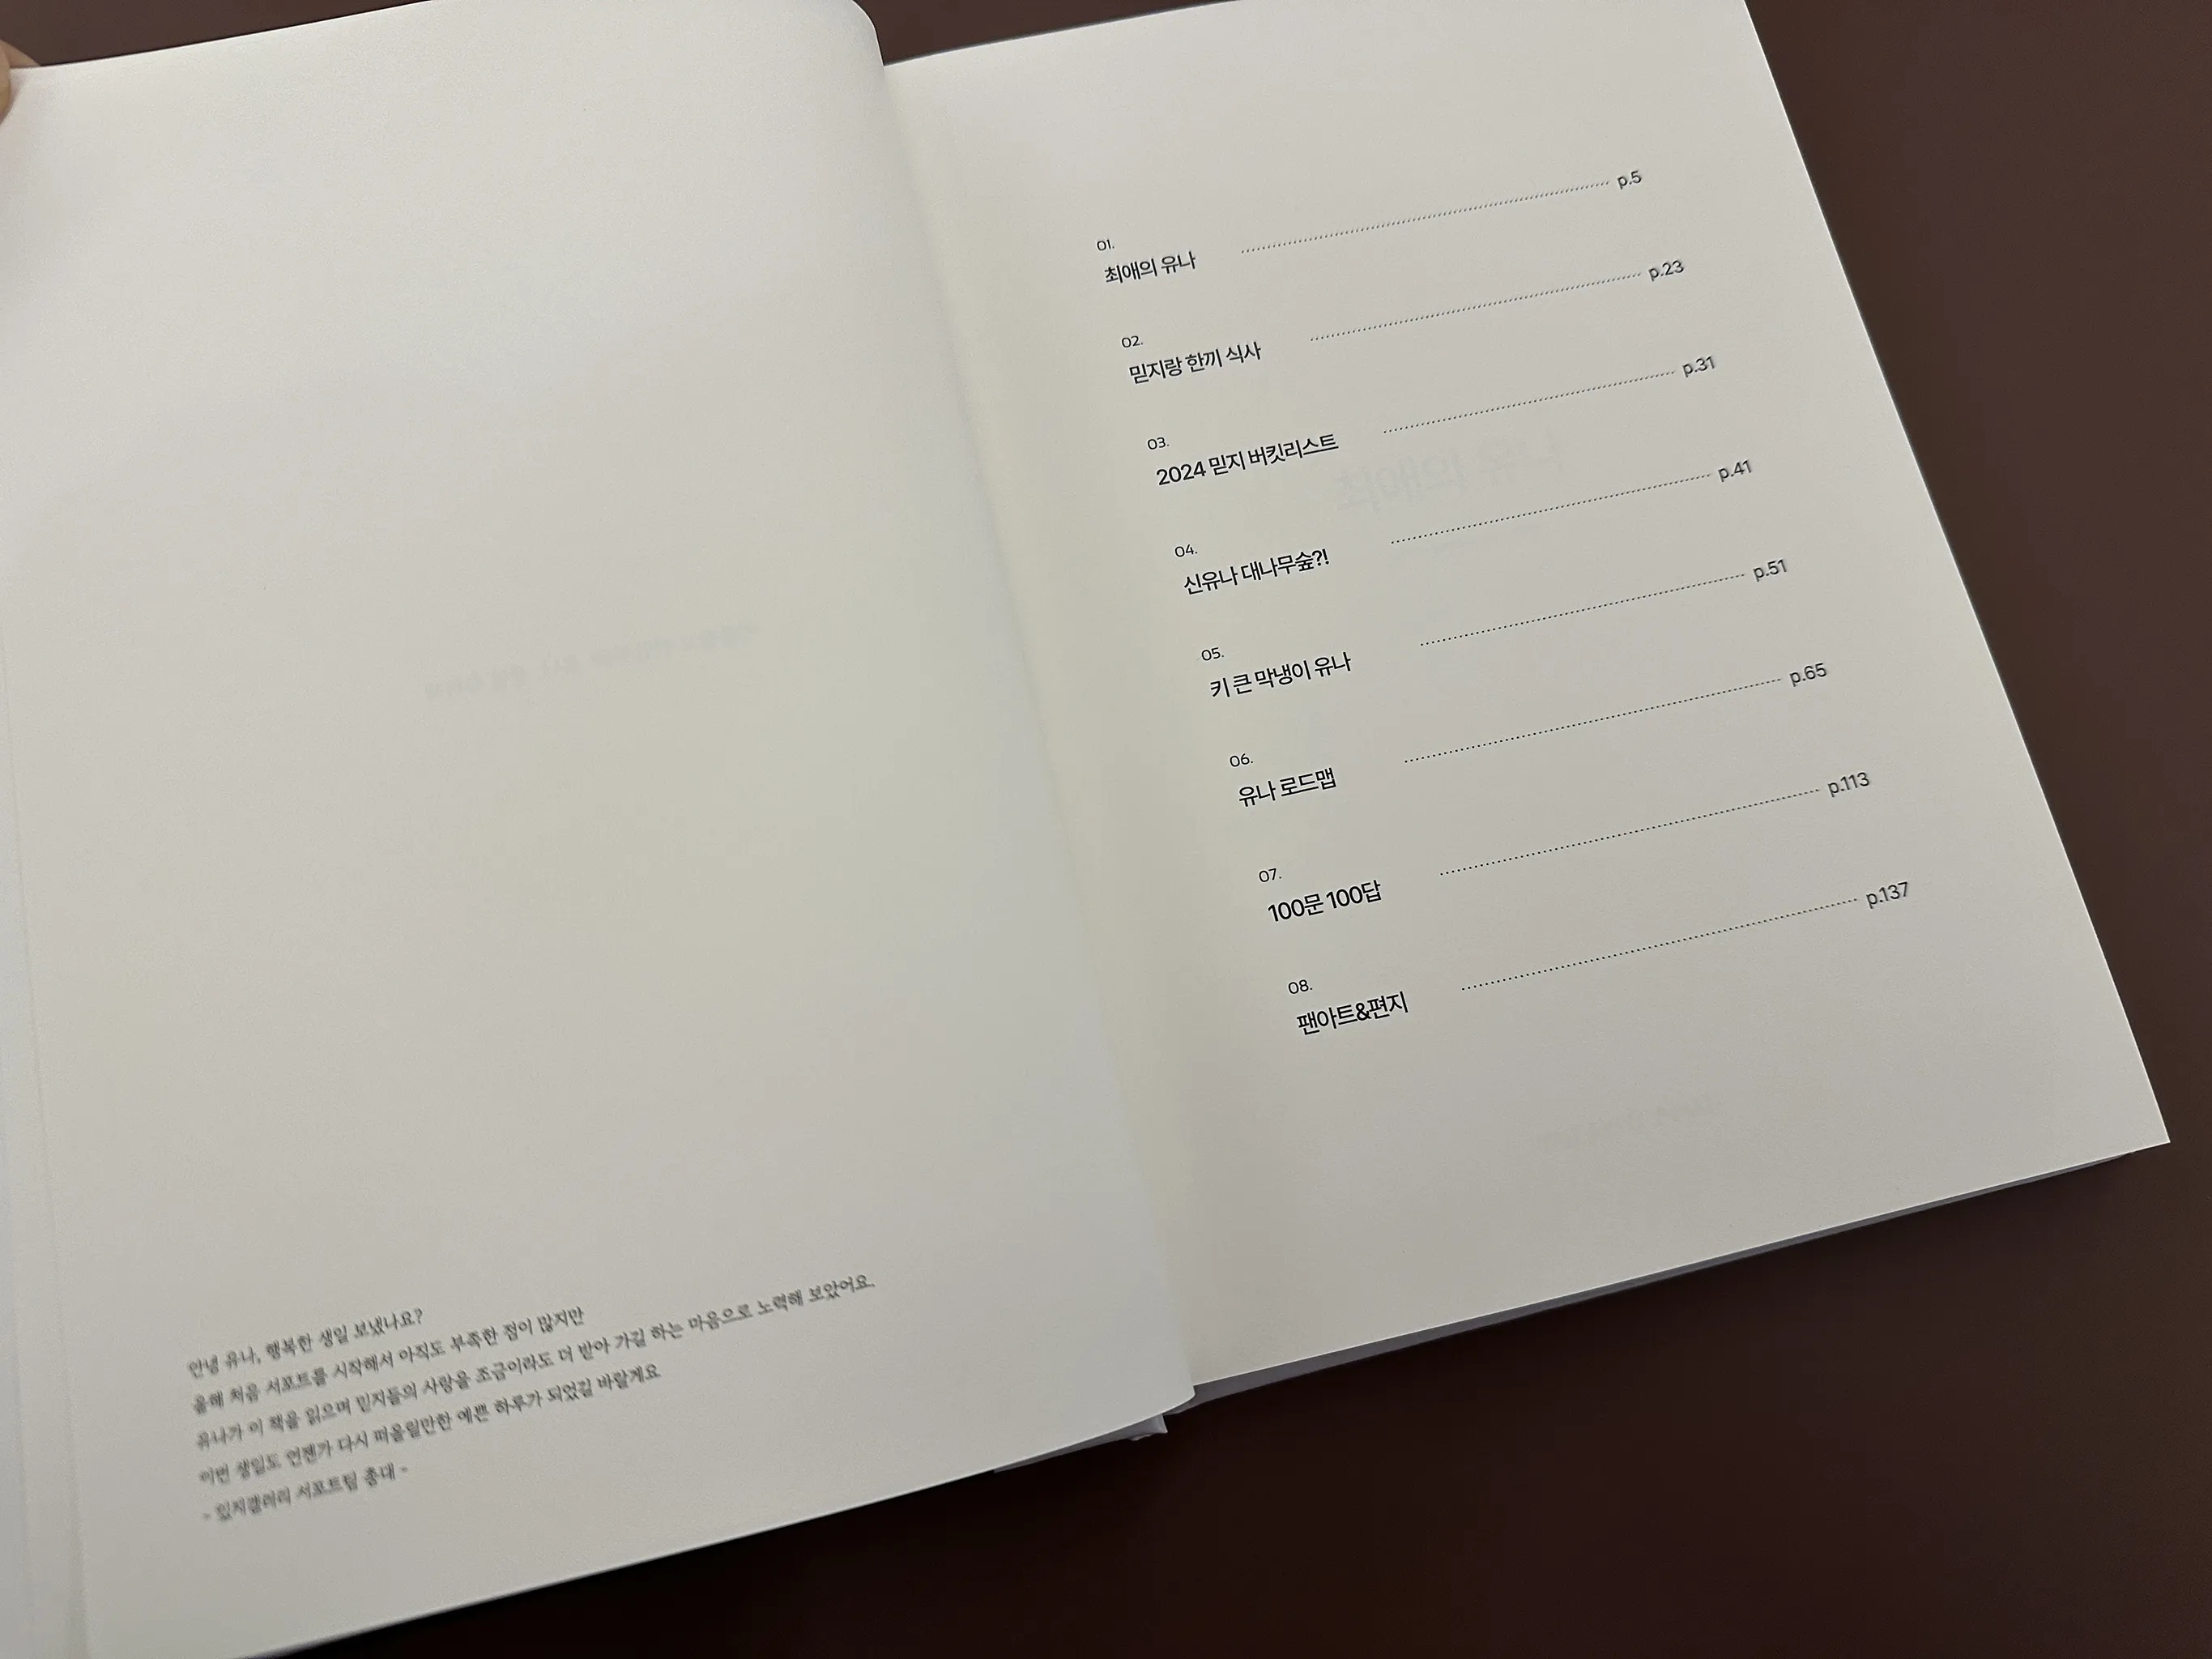 안녕 유나, 행복한 생일 보냈나요?
올해 처음 서포트를 시작해서 아직도 부족한 점이 많지만
유나가 이 책을 읽으며 믿지들의 사랑을 조금이라도 더 받아 가길 하는 마음으로 노력해 보았어요.
이번 생일도 언젠가 다시 떠올릴만한 예쁜 하루가 되었길 바랄게요
- 있지갤러리 서포트팀 총대 -
01.
최애의 유나 p.5
02.
믿지랑 한끼 식사 p.23
03.
2024 믿지 버킷리스트 p.31
04.
신유나 대나무숲?! p.41
05.
키 큰 막냉이 유나 p.51
06.
유나 로드맵 p.65
07.
100문 100답 p.113
08.
팬아트&편지 p.137